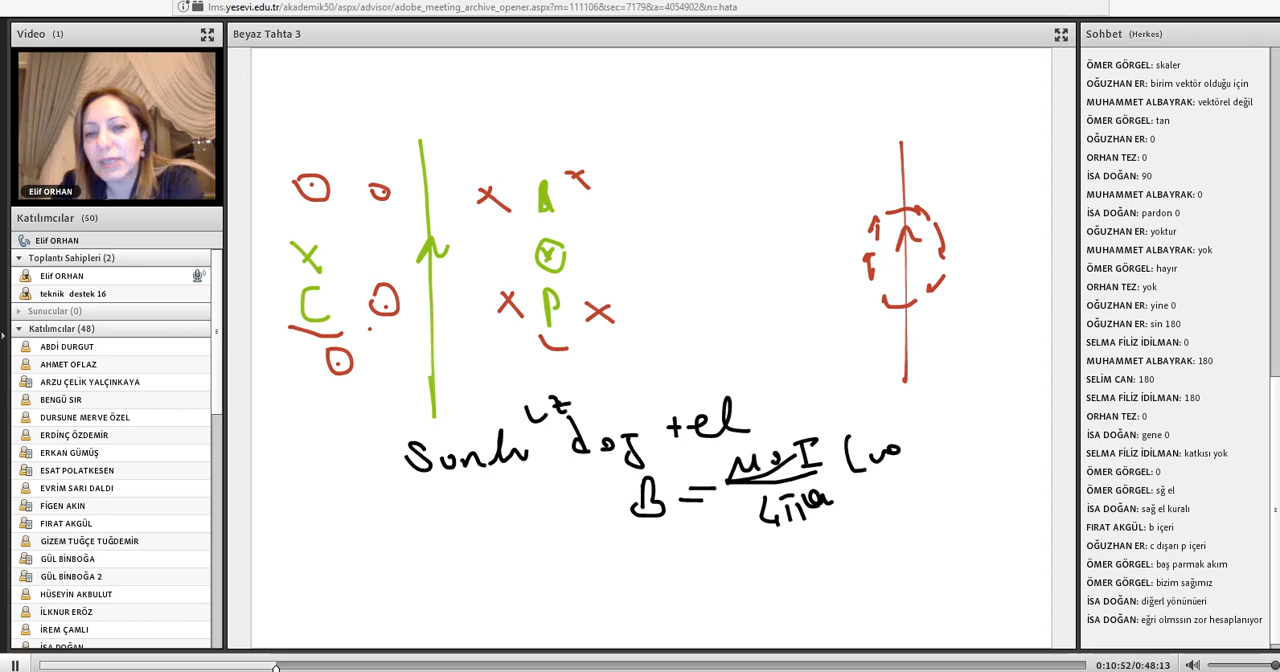 lms.yesevi.edu.tr/akademik50/aspx/advisor/adobe_meeting_archive_opener.aspx?m=111106&sec=7179&a=4054902&n=hata
Video (1)
Elif ORHAN
Katılımcılar (50)
Elif ORHAN
Toplantı Sahipleri (2)
Elif ORHAN
teknik destek 16
Sunucular (0)
Katılımcılar (48)
ABDİ DURGUT
AHMET OFLAZ
ARZU ÇELİK YALÇINKAYA
BENGÜ SIR
DURSUNE MERVE ÖZEL
ERDİNÇ ÖZDEMİR
ERKAN GÜMÜŞ
ESAT POLATKESEN
EVRİM SARI DALDI
FİGEN AKIN
FIRAT AKGÜL
GİZEM TUĞÇE TUĞDEMİR
GÜL BİNBOĞA
GÜL BİNBOĞA 2
HÜSEYİN AKBULUT
İLKNUR ERÖZ
İREM ÇAMLI
İSA DOĞAN
Beyaz Tahta 3
C
P
+el
B = μ0I
4πa
Sohbet (Herkes)
ÖMER GÖRGEL: skaler
OĞUZHAN ER: birim vektör olduğu için
MUHAMMET ALBAYRAK: vektörel değil
ÖMER GÖRGEL: tan
OĞUZHAN ER: 0
ORHAN TEZ: 0
İSA DOĞAN: 90
MUHAMMET ALBAYRAK: 0
İSA DOĞAN: pardon 0
OĞUZHAN ER: yoktur
MUHAMMET ALBAYRAK: yok
ÖMER GÖRGEL: hayır
ORHAN TEZ: yok
OĞUZHAN ER: yine 0
OĞUZHAN ER: sin 180
SELMA FİLİZ İDİLMAN: 0
MUHAMMET ALBAYRAK: 180
SELİM CAN: 180
SELMA FİLİZ İDİLMAN: 180
ORHAN TEZ: 0
İSA DOĞAN: gene 0
SELMA FİLİZ İDİLMAN: katkısı yok
ÖMER GÖRGEL: 0
ÖMER GÖRGEL: sğ el
İSA DOĞAN: sağ el kuralı
FIRAT AKGÜL: b içeri
OĞUZHAN ER: c dışarı p içeri
ÖMER GÖRGEL: baş parmak akım
ÖMER GÖRGEL: bizim sağımız
İSA DOĞAN: diğerl yönünüeri
İSA DOĞAN: eğri olmssın zor hesaplanıyor
0:10:52/0:48:13